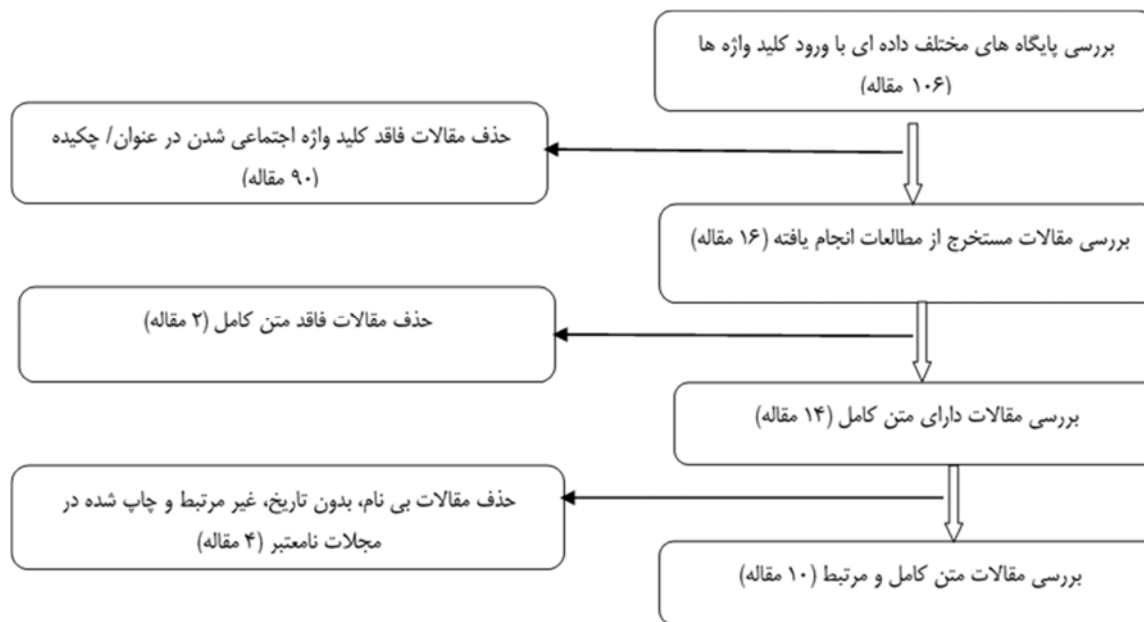 بررسی پایگاه های مختلف داده ای با ورود کلید واژه ها
(۱۰۶ مقاله)
حذف مقالات فاقد کلید واژه اجتماعی شدن در عنوان/ چکیده
(۹۰ مقاله)
بررسی مقالات مستخرج از مطالعات انجام یافته (۱۶ مقاله)
حذف مقالات فاقد متن کامل (۲ مقاله)
بررسی مقالات دارای متن کامل (۱۴ مقاله)
حذف مقالات بی نام، بدون تاریخ، غیر مرتبط و چاپ شده در
مجلات نامعتبر (۴ مقاله)
بررسی مقالات متن کامل و مرتبط (۱۰ مقاله)